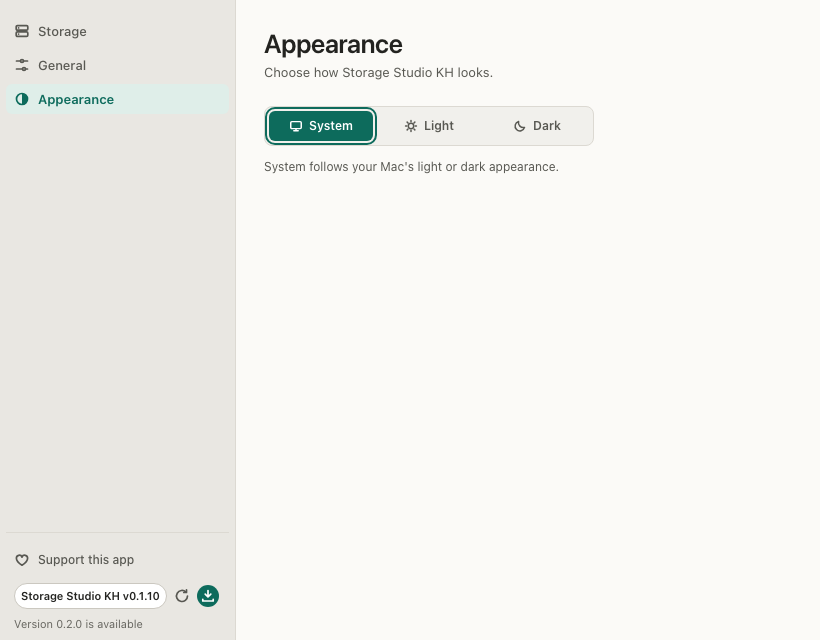 Storage
General
Appearance
Appearance
Choose how Storage Studio KH looks.
System
Light
Dark
System follows your Mac's light or dark appearance.
Support this app
Storage Studio KH v0.1.10
Version 0.2.0 is available